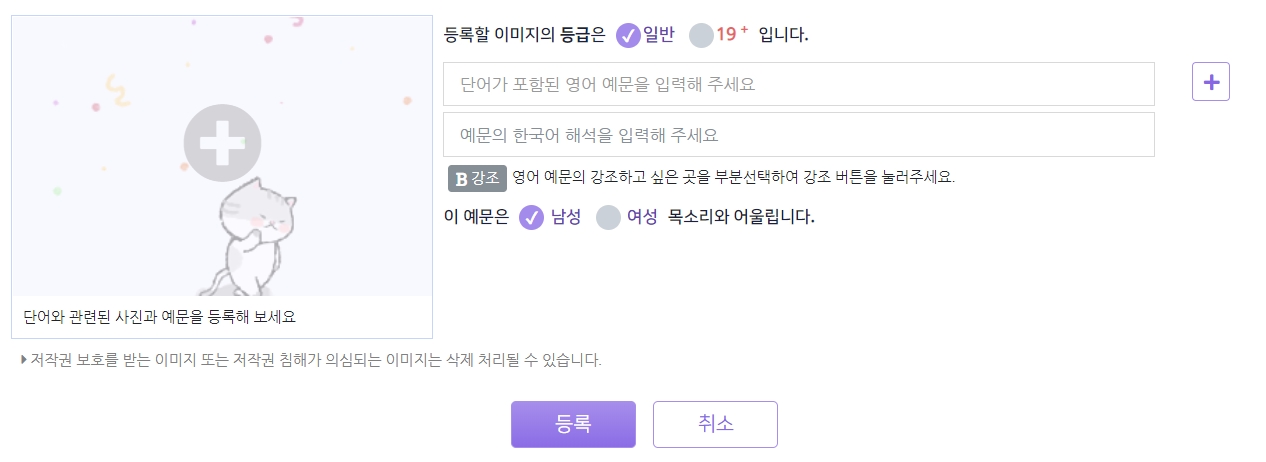 등록할 이미지의 등급은 일반 19+ 입니다.
단어가 포함된 영어 예문을 입력해 주세요
예문의 한국어 해석을 입력해 주세요
B 강조 영어 예문의 강조하고 싶은 곳을 부분선택하여 강조 버튼을 눌러주세요.
이 예문은 남성 여성 목소리와 어울립니다.
단어와 관련된 사진과 예문을 등록해 보세요
저작권 보호를 받는 이미지 또는 저작권 침해가 의심되는 이미지는 삭제 처리될 수 있습니다.
등록 취소